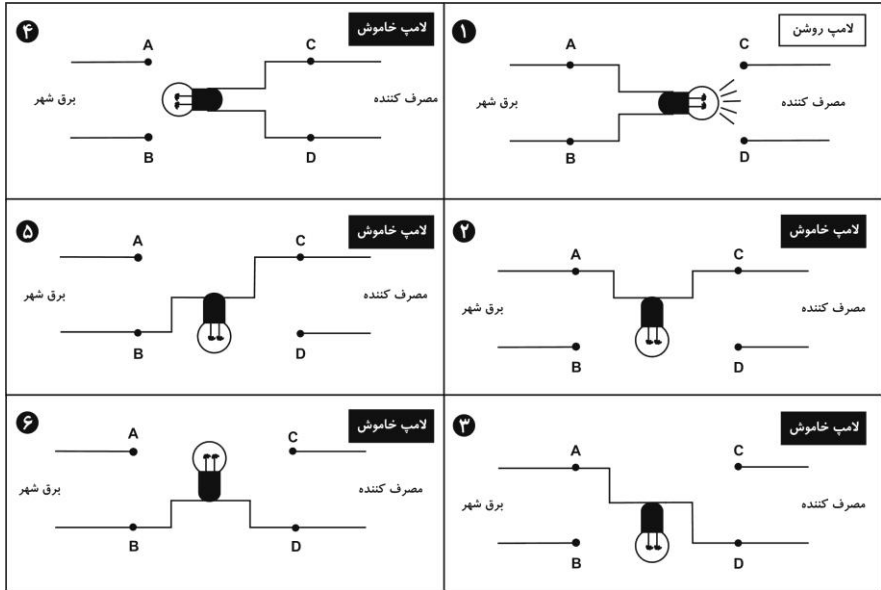 ۱
لامپ روشن
A
C
برق شهر
مصرف کننده
B
D
۲
لامپ خاموش
A
C
برق شهر
مصرف کننده
B
D
۳
لامپ خاموش
A
C
برق شهر
مصرف کننده
B
D
۴
لامپ خاموش
A
C
برق شهر
مصرف کننده
B
D
۵
لامپ خاموش
A
C
برق شهر
مصرف کننده
B
D
۶
لامپ خاموش
A
C
برق شهر
مصرف کننده
B
D